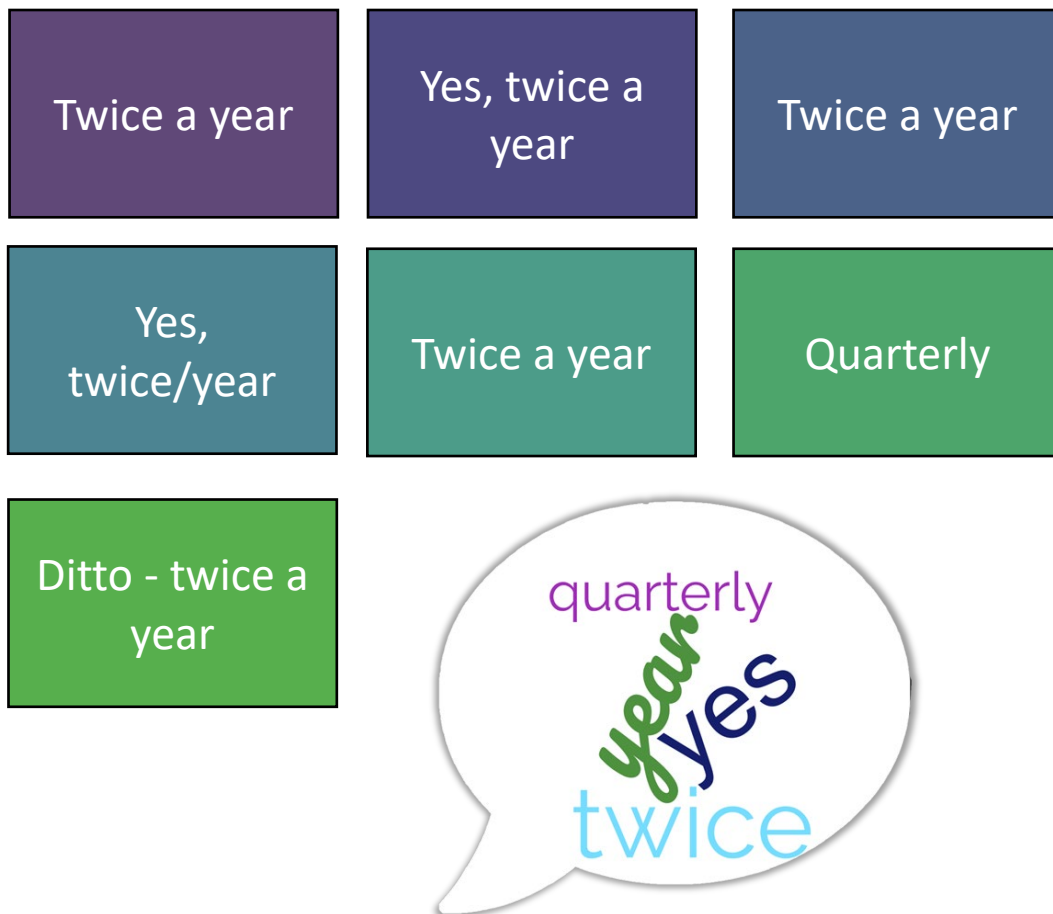 Twice a year
Yes, twice a
year
Twice a year
Yes,
twice/year
Twice a year
Quarterly
Ditto - twice a
year
quarterly
year
yes
twice